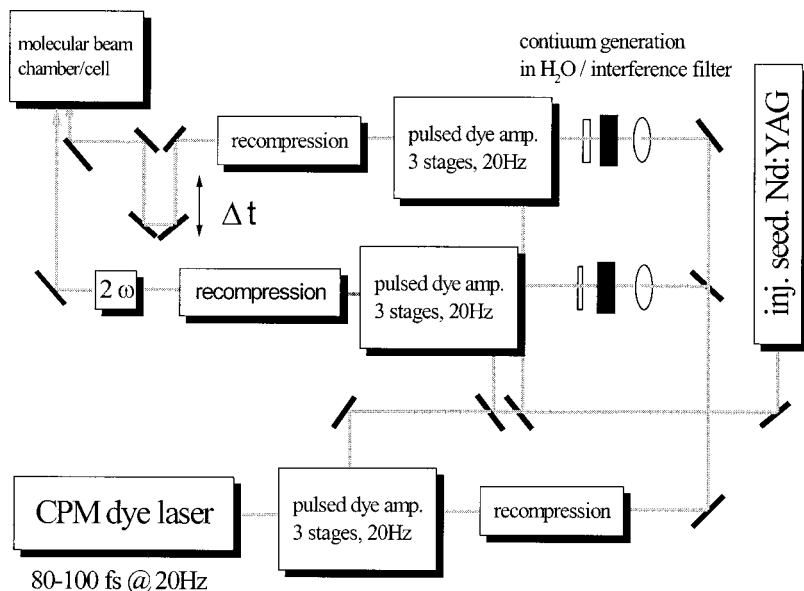 molecular beam
chamber/cell
contiuum generation
in H₂O / interference filter
recompression
pulsed dye amp.
3 stages, 20Hz
inj. seed. Nd:YAG
Δt
2 ω
recompression
pulsed dye amp.
3 stages, 20Hz
CPM dye laser
pulsed dye amp.
3 stages, 20Hz
recompression
80-100 fs @ 20Hz